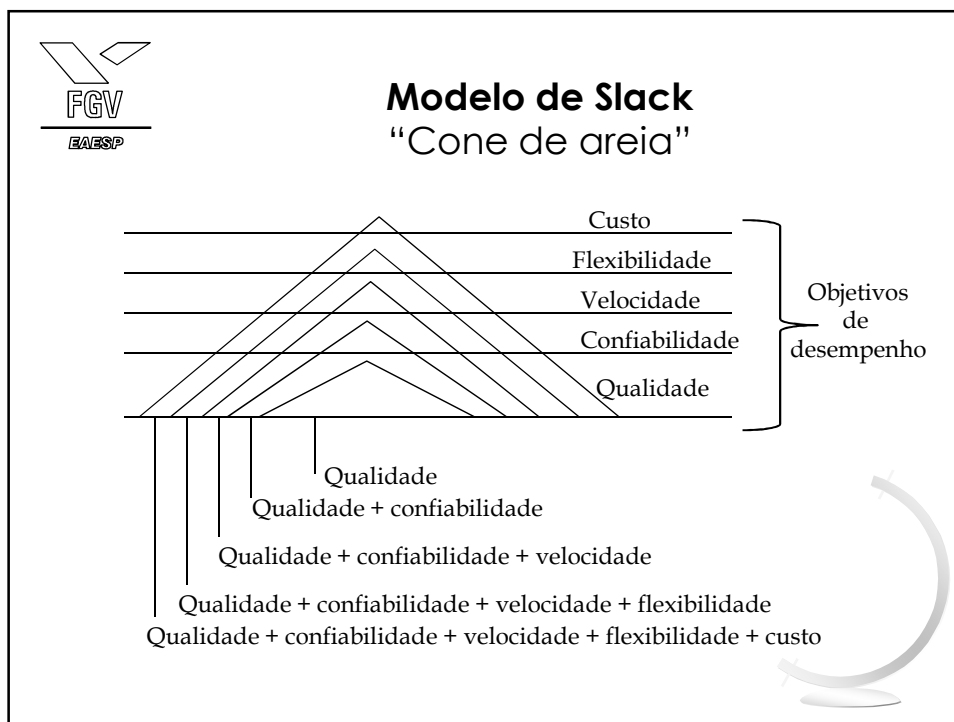 FGV
EAESP
Modelo de Slack
“Cone de areia”
Custo
Flexibilidade
Velocidade
Confiabilidade
Qualidade
Objetivos
de
desempenho
Qualidade
Qualidade + confiabilidade
Qualidade + confiabilidade + velocidade
Qualidade + confiabilidade + velocidade + flexibilidade
Qualidade + confiabilidade + velocidade + flexibilidade + custo